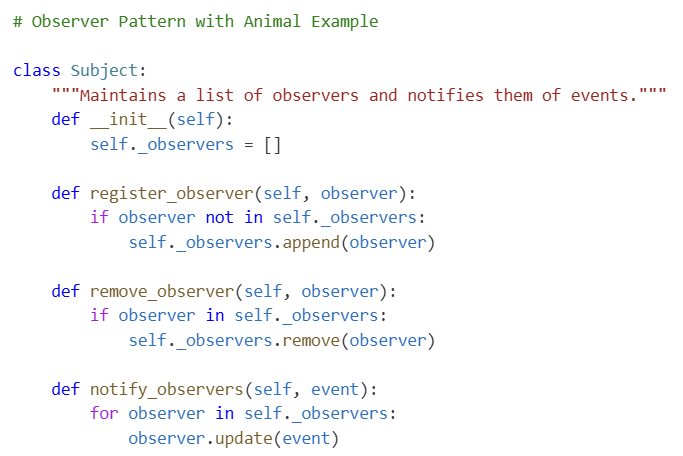 # Observer Pattern with Animal Example
class Subject:
    """Maintains a list of observers and notifies them of events."""
    def __init__(self):
        self._observers = []
    def register_observer(self, observer):
        if observer not in self._observers:
            self._observers.append(observer)
    def remove_observer(self, observer):
        if observer in self._observers:
            self._observers.remove(observer)
    def notify_observers(self, event):
        for observer in self._observers:
            observer.update(event)